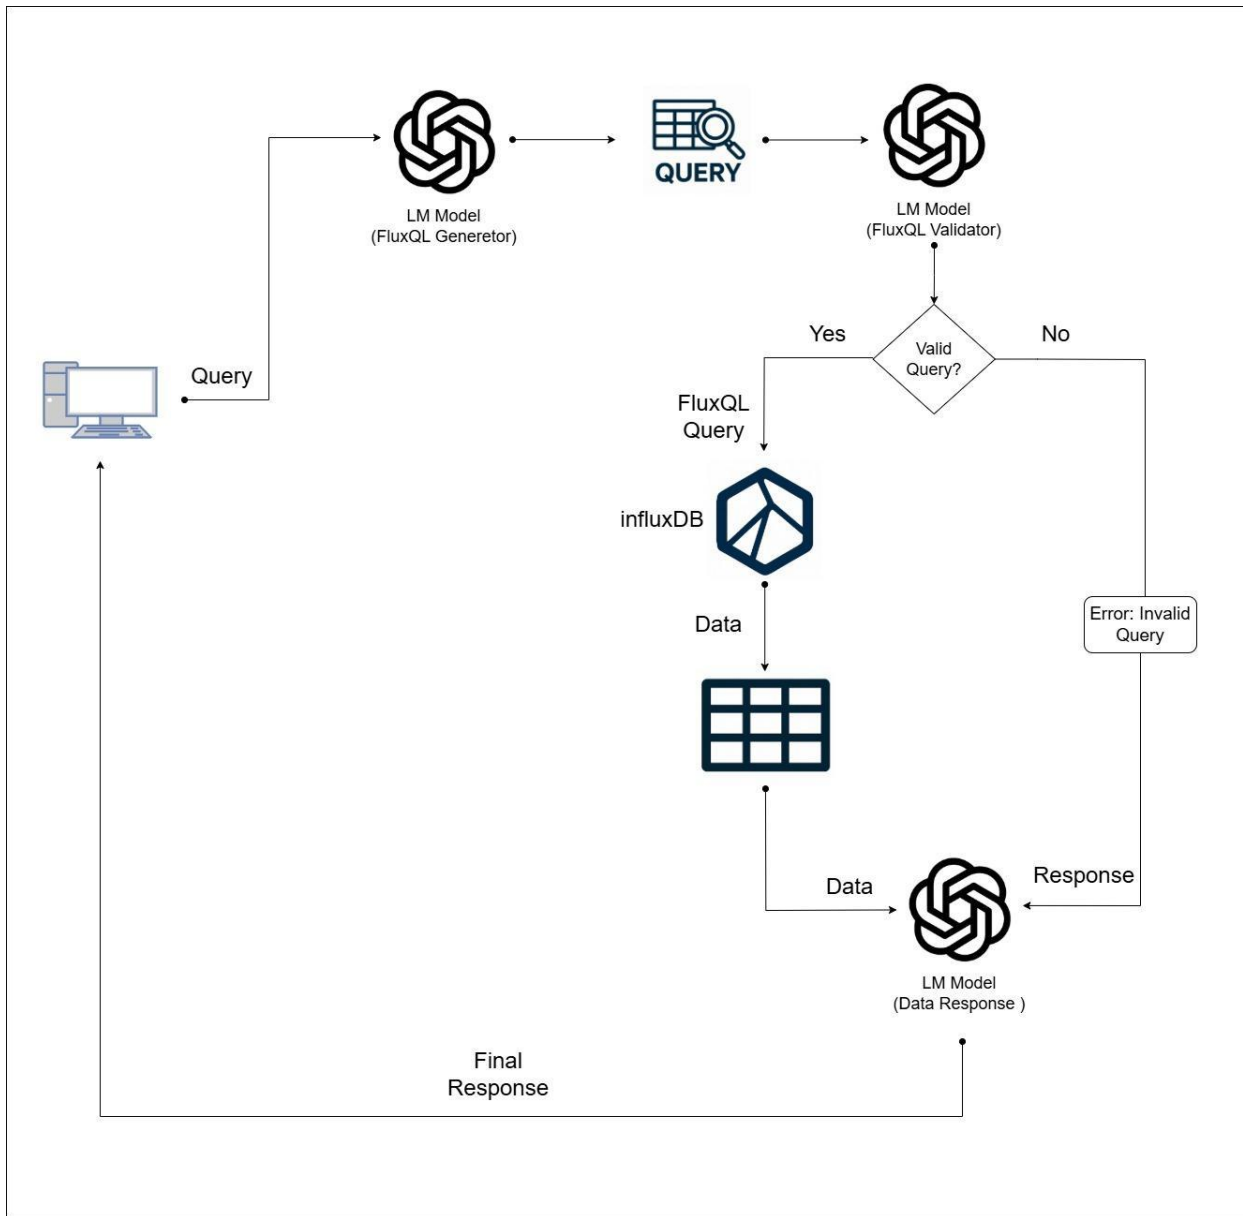 QUERY
LM Model
(FluxQL Generetor)
LM Model
(FluxQL Validator)
Yes
Valid
Query?
No
Query
FluxQL
Query
influxDB
Error: Invalid
Query
Data
Data
Response
LM Model
(Data Response )
Final
Response